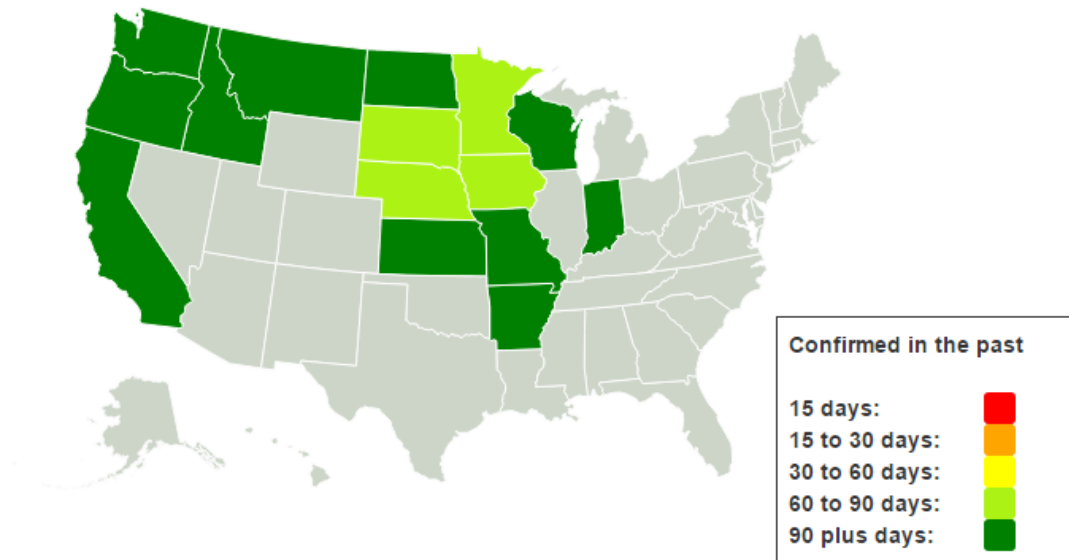 Confirmed in the past
15 days:
15 to 30 days:
30 to 60 days:
60 to 90 days:
90 plus days: